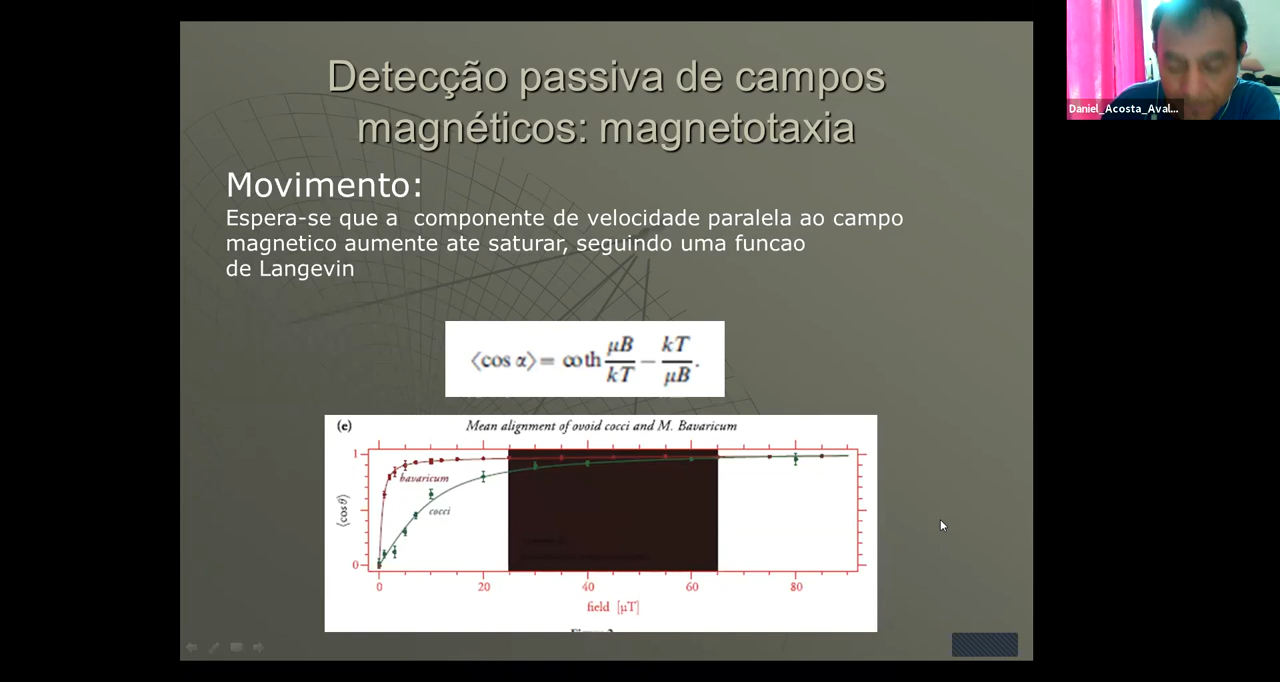 Detecção passiva de campos
magnéticos: magnetotaxia
Daniel_Acosta_Aval...
Movimento:
Espera-se que a componente de velocidade paralela ao campo
magnetico aumente ate saturar, seguindo uma funcao
de Langevin
⟨cos α⟩ = coth μB/kT − kT/μB.
(e) Mean alignment of ovoid cocci and M. Bavaricum
1
bavaricum
⟨cos θ⟩
cocci
0
0 20 40 60 80
field [μT]